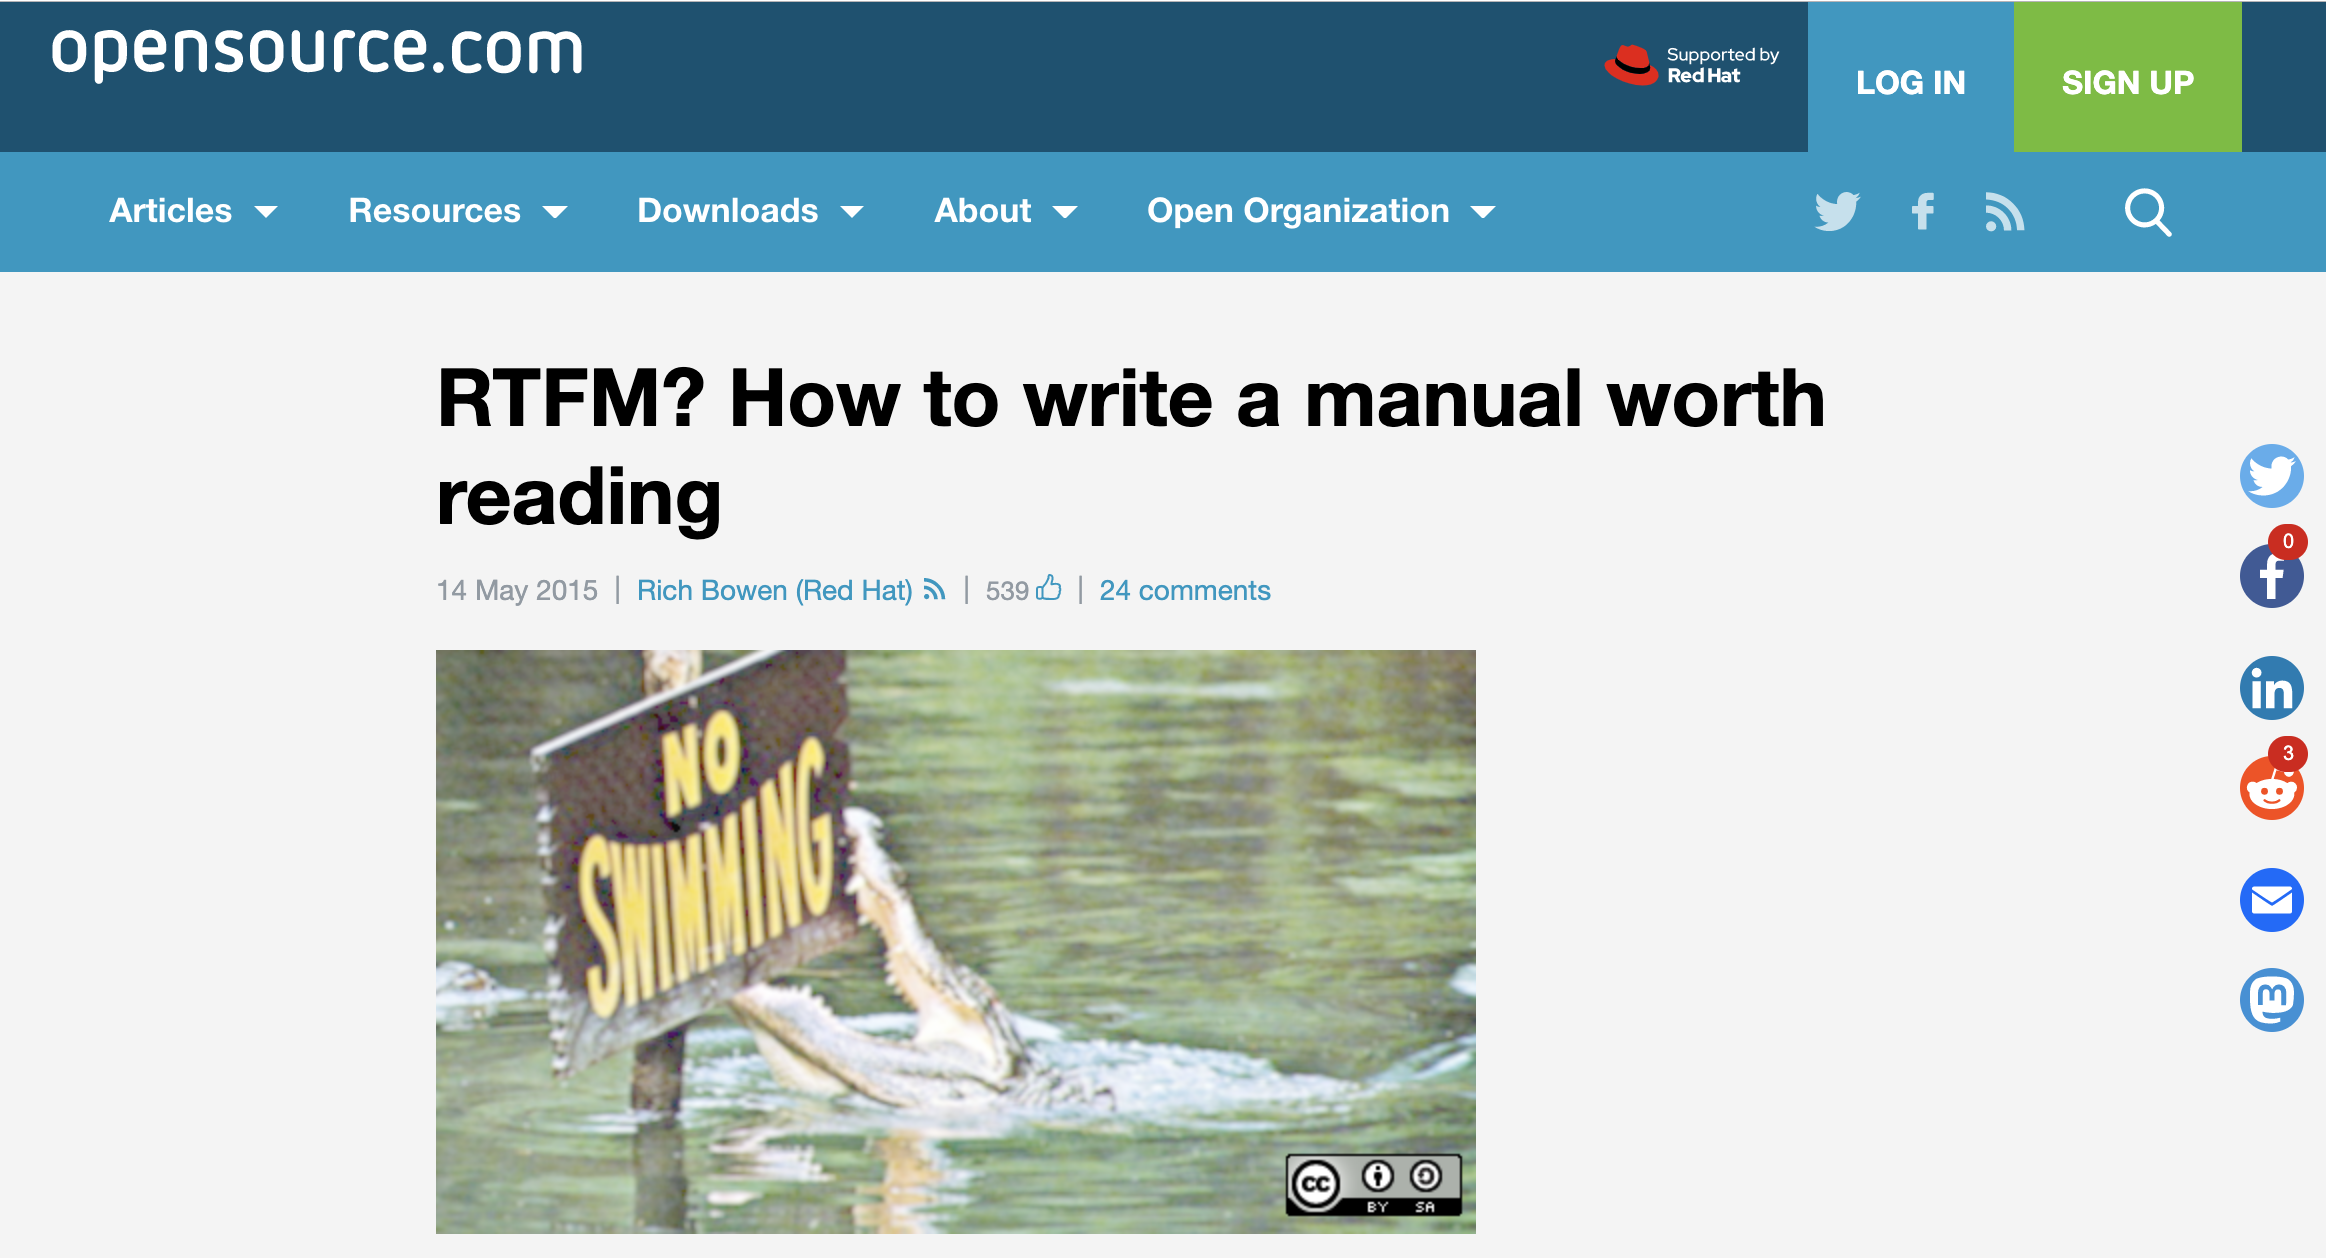 opensource.com
Supported by
Red Hat
LOG IN
SIGN UP
Articles
Resources
Downloads
About
Open Organization
RTFM? How to write a manual worth
reading
14 May 2015 | Rich Bowen (Red Hat) | 539 | 24 comments
0
in
3
NO
SWIMMING
cc
BY SA